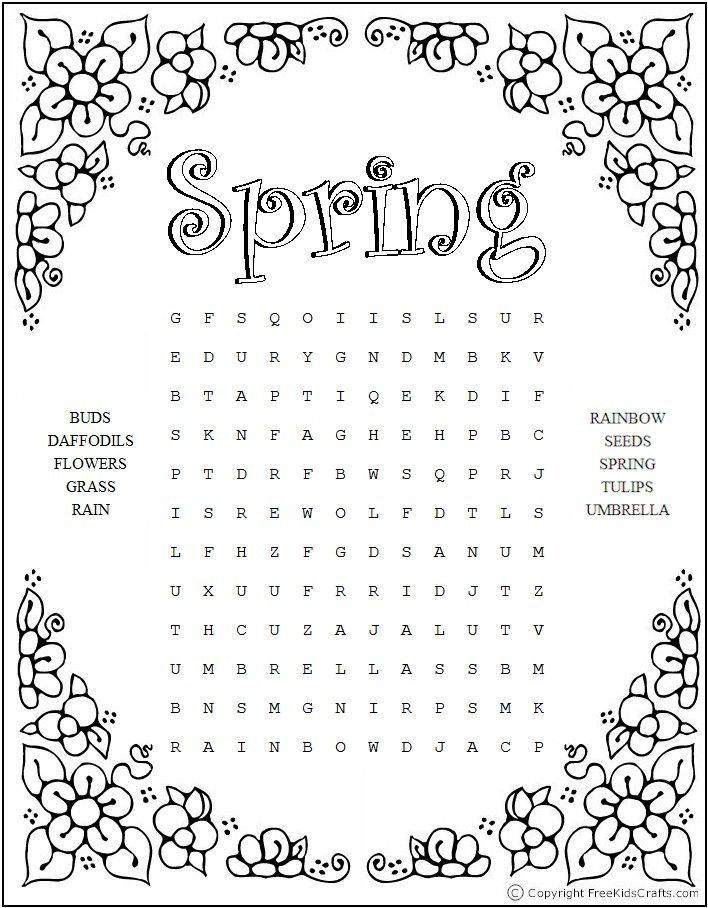 Spring
G F S Q O I I S L S U R
E D U R Y G N D M B K V
B T A P T I Q E K D I F
S K N F A G H E H P B C
P T D R F B W S Q P R J
I S R E W O L F D T L S
L F H Z F G D S A N U M
U X U U F R R I D J T Z
T H C U Z A J A L U T V
U M B R E L L A S S B M
B N S M G N I R P S M K
R A I N B O W D J A C P
BUDS
DAFFODILS
FLOWERS
GRASS
RAIN
RAINBOW
SEEDS
SPRING
TULIPS
UMBRELLA
© Copyright FreeKidsCrafts.com